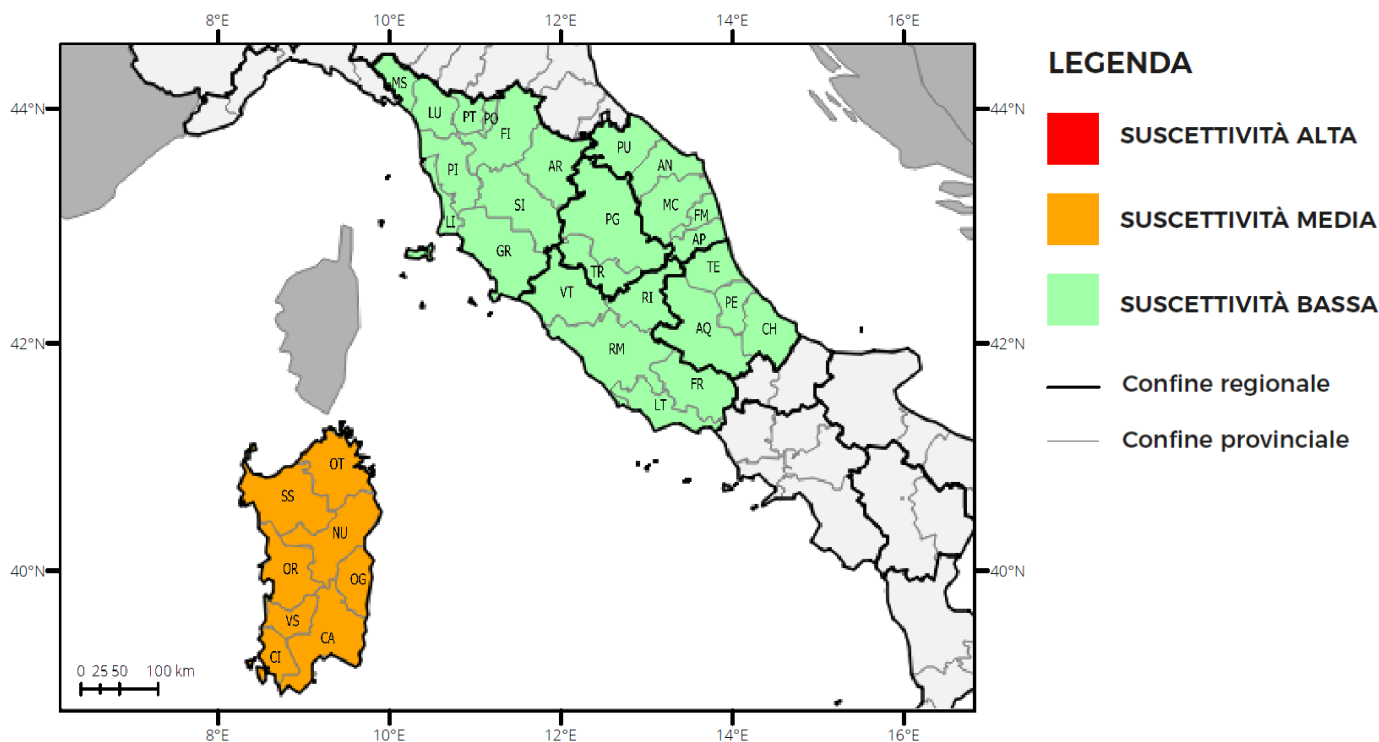 8°E 10°E 12°E 14°E 16°E
LEGENDA
44°N 44°N
SUSCETTIVITÀ ALTA
SUSCETTIVITÀ MEDIA
SUSCETTIVITÀ BASSA
Confine regionale
Confine provinciale
MS
LU PT PO
FI
PU
AN
PI AR
SI PG MC FM
LI
AP
GR
TR TE
VT RI PE
AQ CH
42°N 42°N
RM
FR
LT
OT
SS
NU
OR OG
40°N 40°N
VS
CA
CI
0 25 50 100 km
8°E 10°E 12°E 14°E 16°E